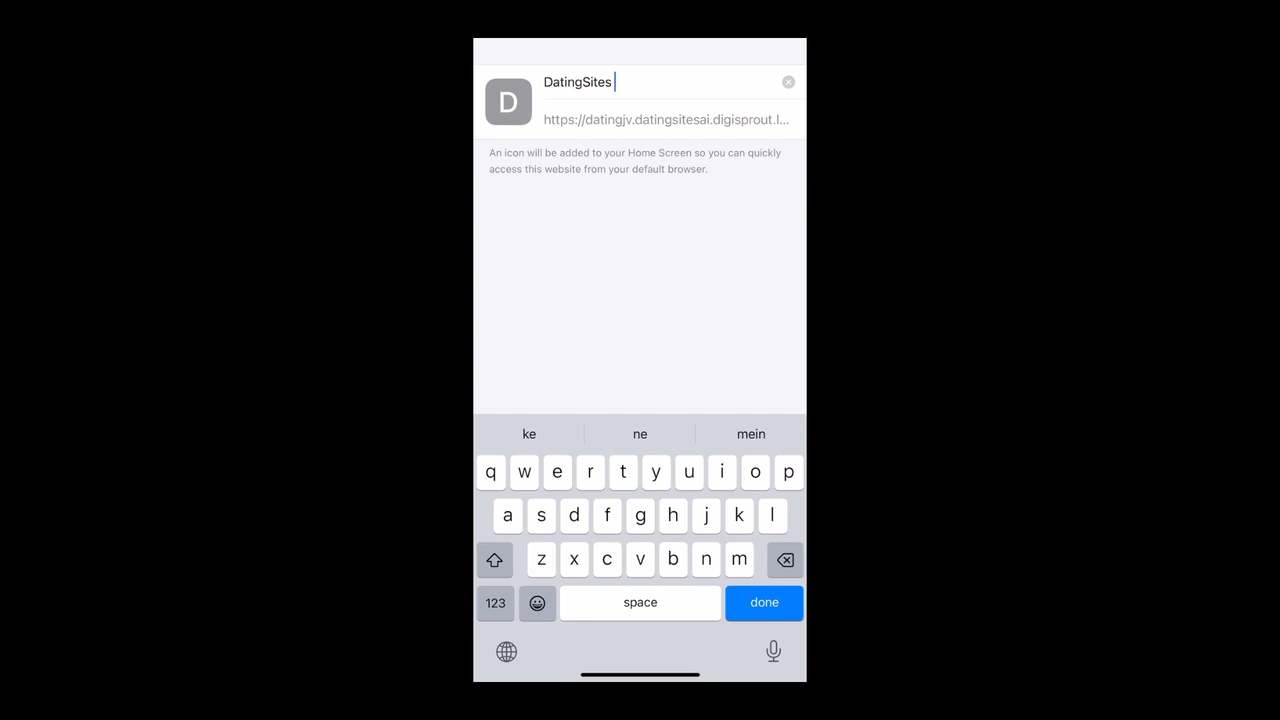 DatingSites
D
https://datingjv.datingsitesai.digisprout.l...
An icon will be added to your Home Screen so you can quickly
access this website from your default browser.
ke ne mein
q w e r t y u i o p
a s d f g h j k l
z x c v b n m
123 space done